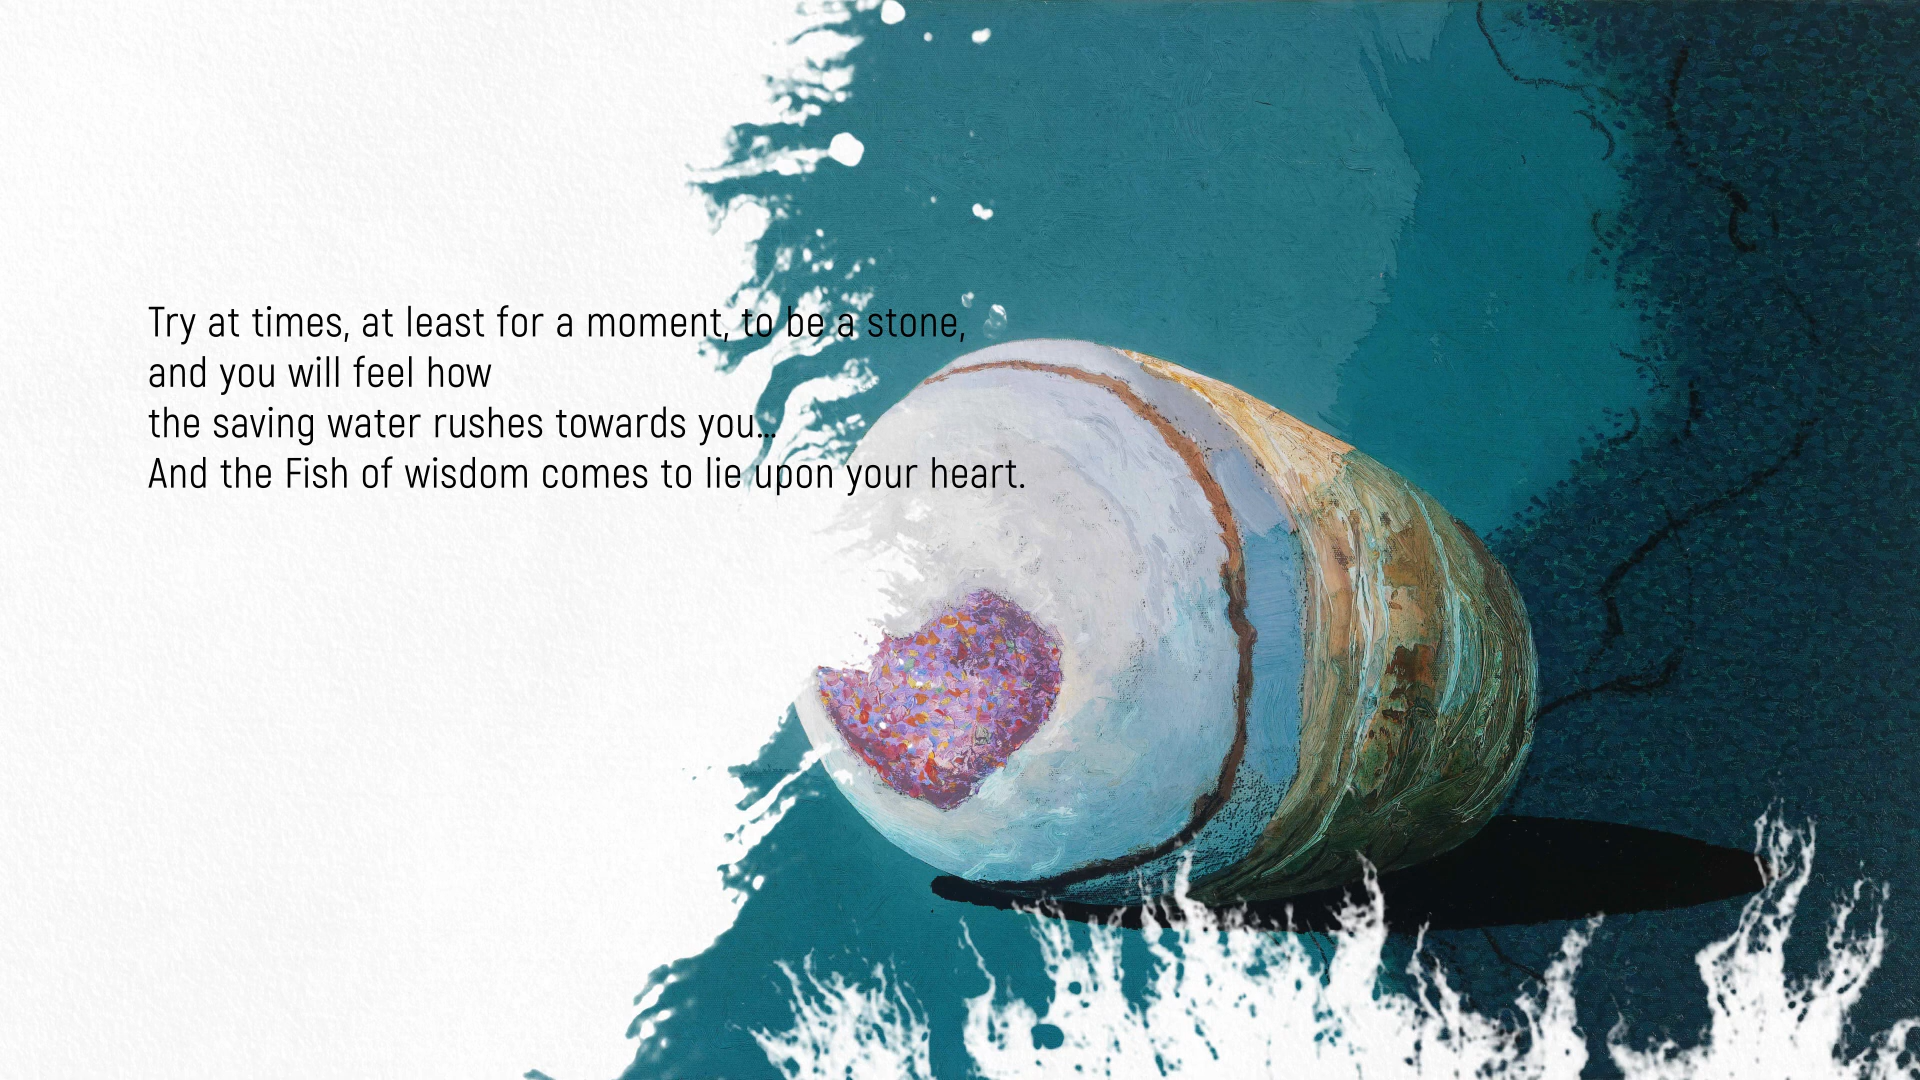 Try at times, at least for a moment, to be a stone,
and you will feel how
the saving water rushes towards you...
And the Fish of wisdom comes to lie upon your heart.